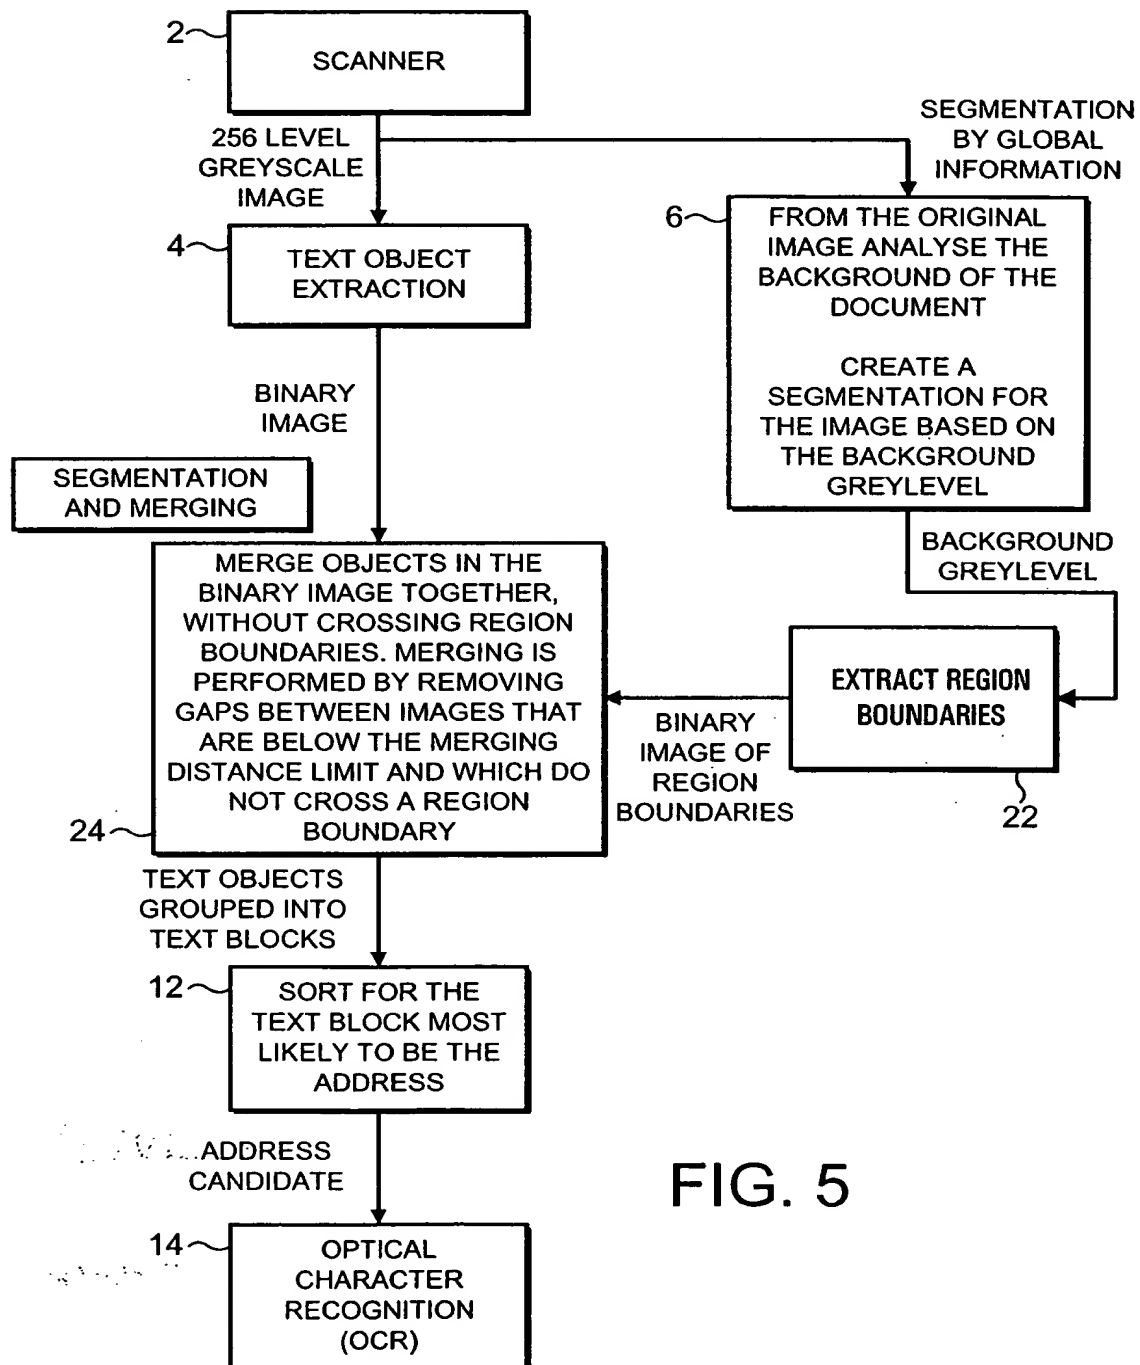 2
SCANNER
256 LEVEL
GREYSCALE
IMAGE
SEGMENTATION
BY GLOBAL
INFORMATION
4
TEXT OBJECT
EXTRACTION
6
FROM THE ORIGINAL
IMAGE ANALYSE THE
BACKGROUND OF THE
DOCUMENT
CREATE A
SEGMENTATION FOR
THE IMAGE BASED ON
THE BACKGROUND
GREYLEVEL
BINARY
IMAGE
SEGMENTATION
AND MERGING
BACKGROUND
GREYLEVEL
EXTRACT REGION
BOUNDARIES
22
BINARY
IMAGE OF
REGION
BOUNDARIES
MERGE OBJECTS IN THE
BINARY IMAGE TOGETHER,
WITHOUT CROSSING REGION
BOUNDARIES. MERGING IS
PERFORMED BY REMOVING
GAPS BETWEEN IMAGES THAT
ARE BELOW THE MERGING
DISTANCE LIMIT AND WHICH DO
NOT CROSS A REGION
BOUNDARY
24
TEXT OBJECTS
GROUPED INTO
TEXT BLOCKS
12
SORT FOR THE
TEXT BLOCK MOST
LIKELY TO BE THE
ADDRESS
ADDRESS
CANDIDATE
14
OPTICAL
CHARACTER
RECOGNITION
(OCR)
FIG. 5